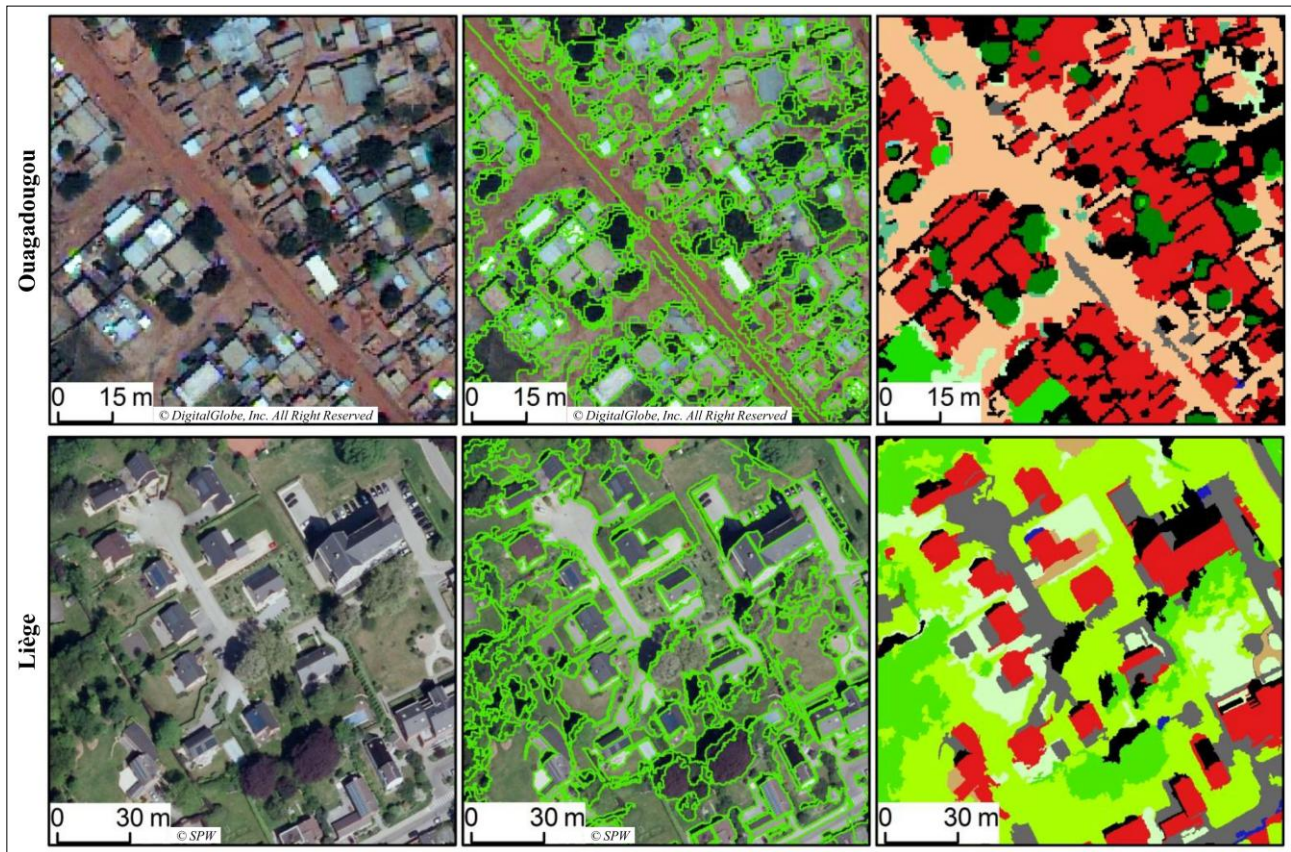 Ouagadougou
0 15 m
© DigitalGlobe, Inc. All Right Reserved
0 15 m
© DigitalGlobe, Inc. All Right Reserved
0 15 m
Liège
0 30 m
© SPW
0 30 m
© SPW
0 30 m